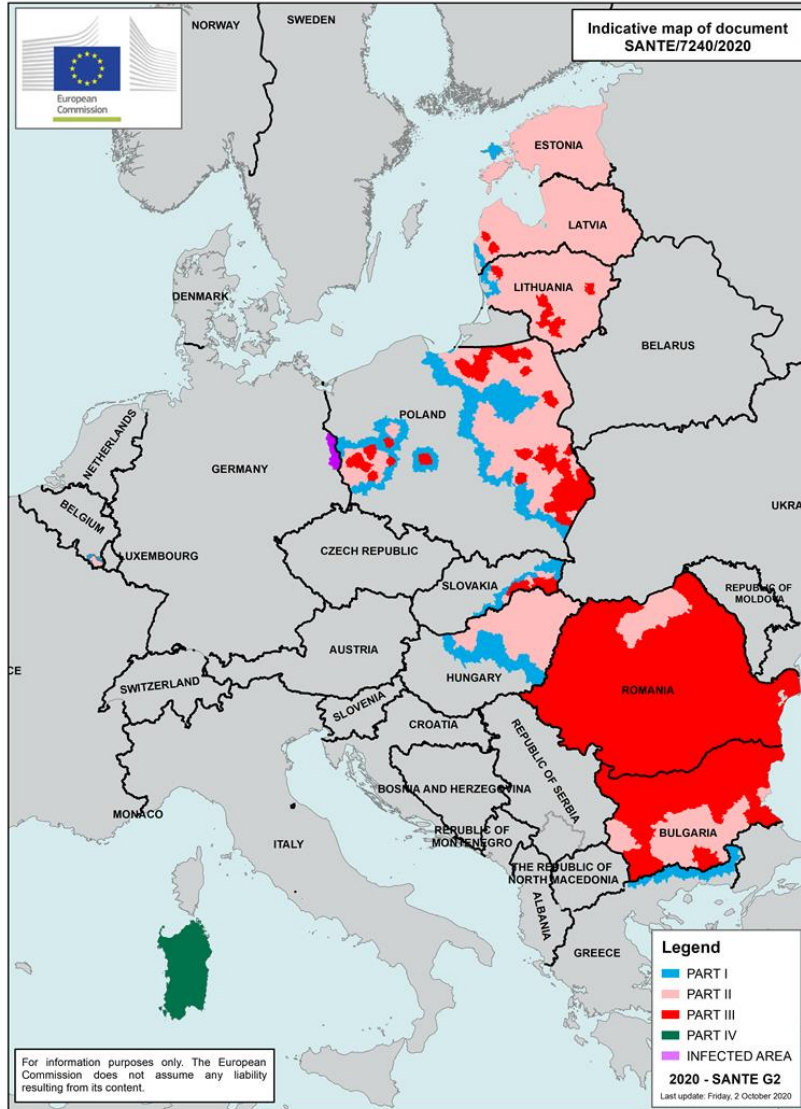 NORWAY
SWEDEN
Indicative map of document
SANTE/7240/2020
European
Commission
ESTONIA
LATVIA
DENMARK
LITHUANIA
BELARUS
NETHERLANDS
POLAND
GERMANY
BELGIUM
UKRA
UXEMBOURG
CZECH REPUBLIC
SLOVAKIA
REPUBLIC OF
MOLDOVA
AUSTRIA
CE
HUNGARY
SWITZERLAND
ROMANIA
SLOVENIA
CROATIA
REPUBLIC OF SERBIA
BOSNIA AND HERZEGOVINA
MONACO
BULGARIA
ITALY
REPUBLIC OF
MONTENEGRO
THE REPUBLIC OF
NORTH MACEDONIA
ALBANIA
GREECE
Legend
PART I
PART II
PART III
PART IV
INFECTED AREA
2020 - SANTE G2
Last update: Friday, 2 October 2020
For information purposes only. The European
Commission does not assume any liability
resulting from its content.